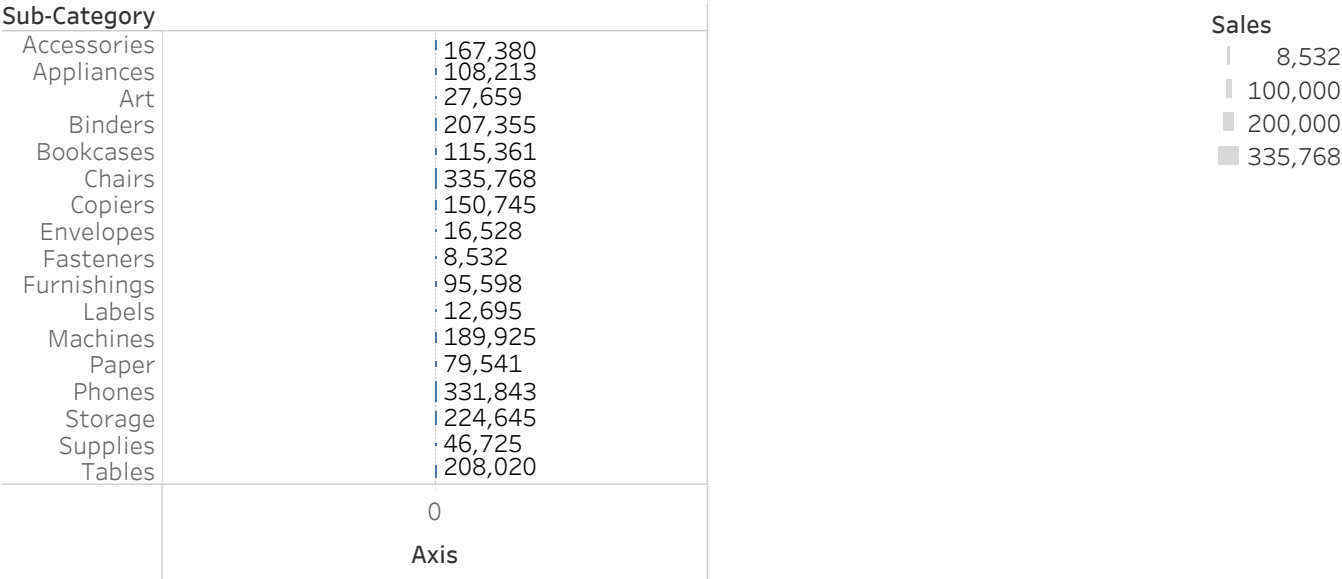 Sub-Category
Accessories 167,380
Appliances 108,213
Art 27,659
Binders 207,355
Bookcases 115,361
Chairs 335,768
Copiers 150,745
Envelopes 16,528
Fasteners 8,532
Furnishings 95,598
Labels 12,695
Machines 189,925
Paper 79,541
Phones 331,843
Storage 224,645
Supplies 46,725
Tables 208,020
0
Axis
Sales
8,532
100,000
200,000
335,768